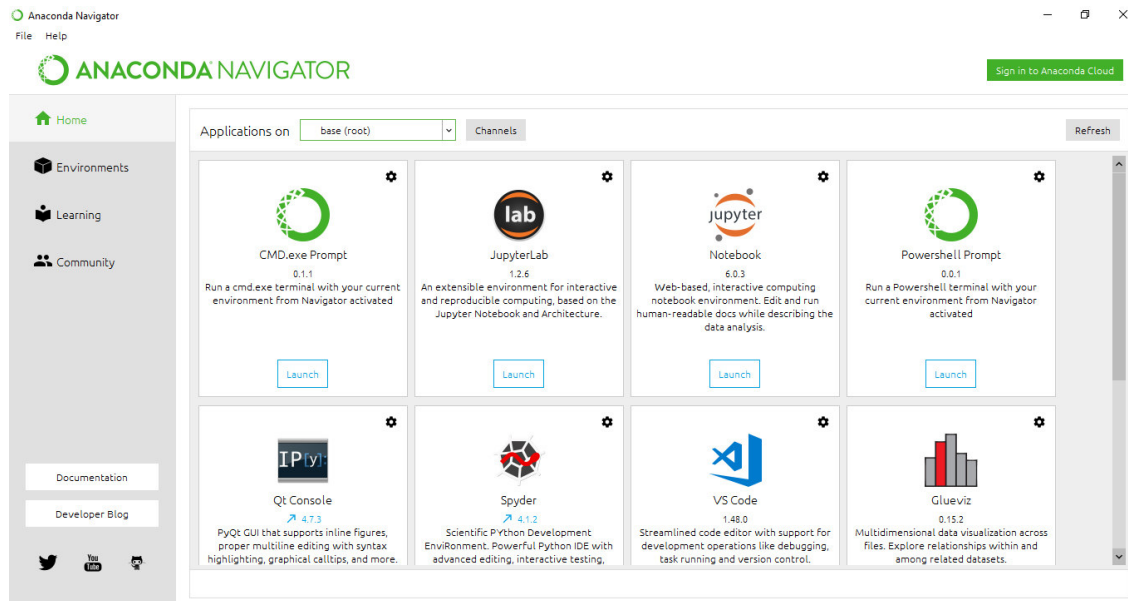 Anaconda Navigator
File Help
ANACONDA NAVIGATOR
Sign in to Anaconda Cloud
Home
Environments
Learning
Community
Documentation
Developer Blog
You
Tube
Applications on base (root) Channels Refresh
CMD.exe Prompt
0.1.1
Run a cmd.exe terminal with your current
environment from Navigator activated
Launch
lab
JupyterLab
1.2.6
An extensible environment for interactive
and reproducible computing, based on the
Jupyter Notebook and Architecture.
Launch
jupyter
Notebook
6.0.3
Web-based, interactive computing
notebook environment. Edit and run
human-readable docs while describing the
data analysis.
Launch
Powershell Prompt
0.0.1
Run a Powershell terminal with your
current environment from Navigator
activated
Launch
IP[y]:
Qt Console
4.7.3
PyQt GUI that supports inline figures,
proper multiline editing with syntax
highlighting, graphical calltips, and more.
Spyder
4.1.2
Scientific PYthon Development
EnviRonment. Powerful Python IDE with
advanced editing, interactive testing,
VS Code
1.48.0
Streamlined code editor with support for
development operations like debugging,
task running and version control.
Glueviz
0.15.2
Multidimensional data visualization across
files. Explore relationships within and
among related datasets.